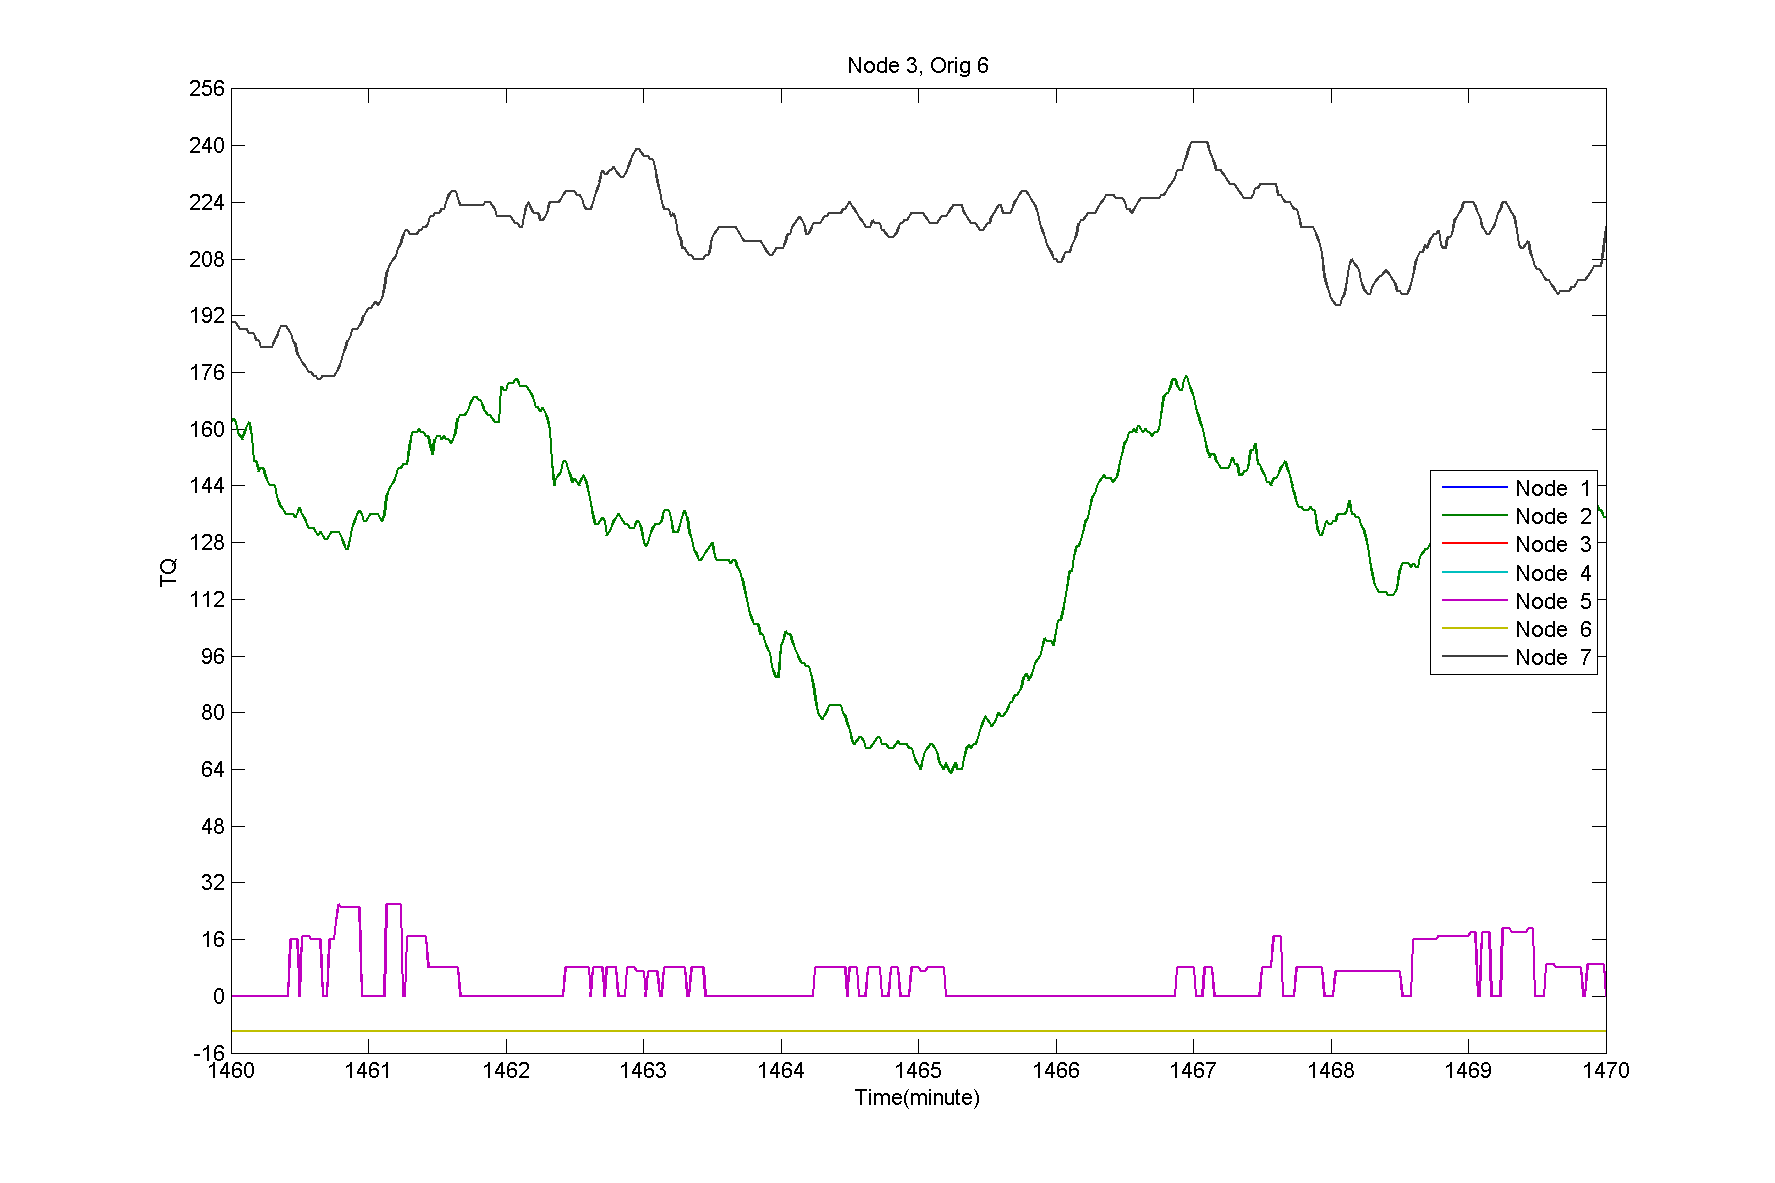 Node 3, Orig 6
256
240
224
208
192
176
160
144
128
112
96
80
64
48
32
16
0
-16
TQ
Node 1
Node 2
Node 3
Node 4
Node 5
Node 6
Node 7
1460 1461 1462 1463 1464 1465 1466 1467 1468 1469 1470
Time(minute)